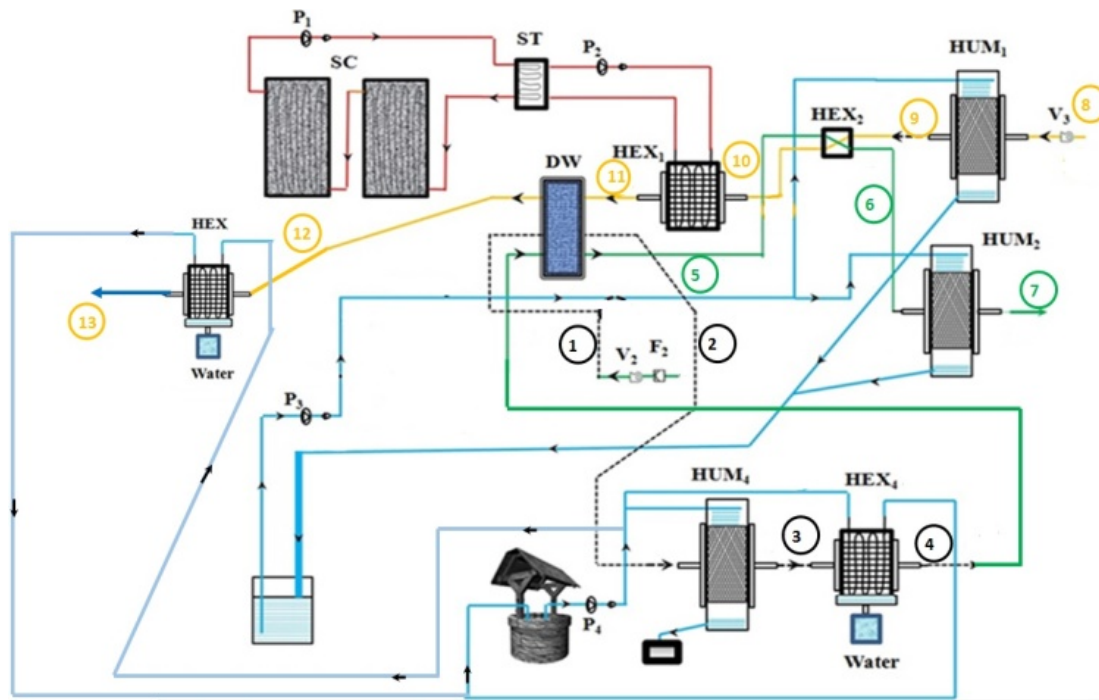 P1
ST
P2
HUM1
SC
V3
8
HEX2
9
HEX1
10
DW
11
6
HEX
12
HUM2
5
7
13
1
V2
F2
2
Water
P3
HUM4
HEX4
3
4
P4
Water